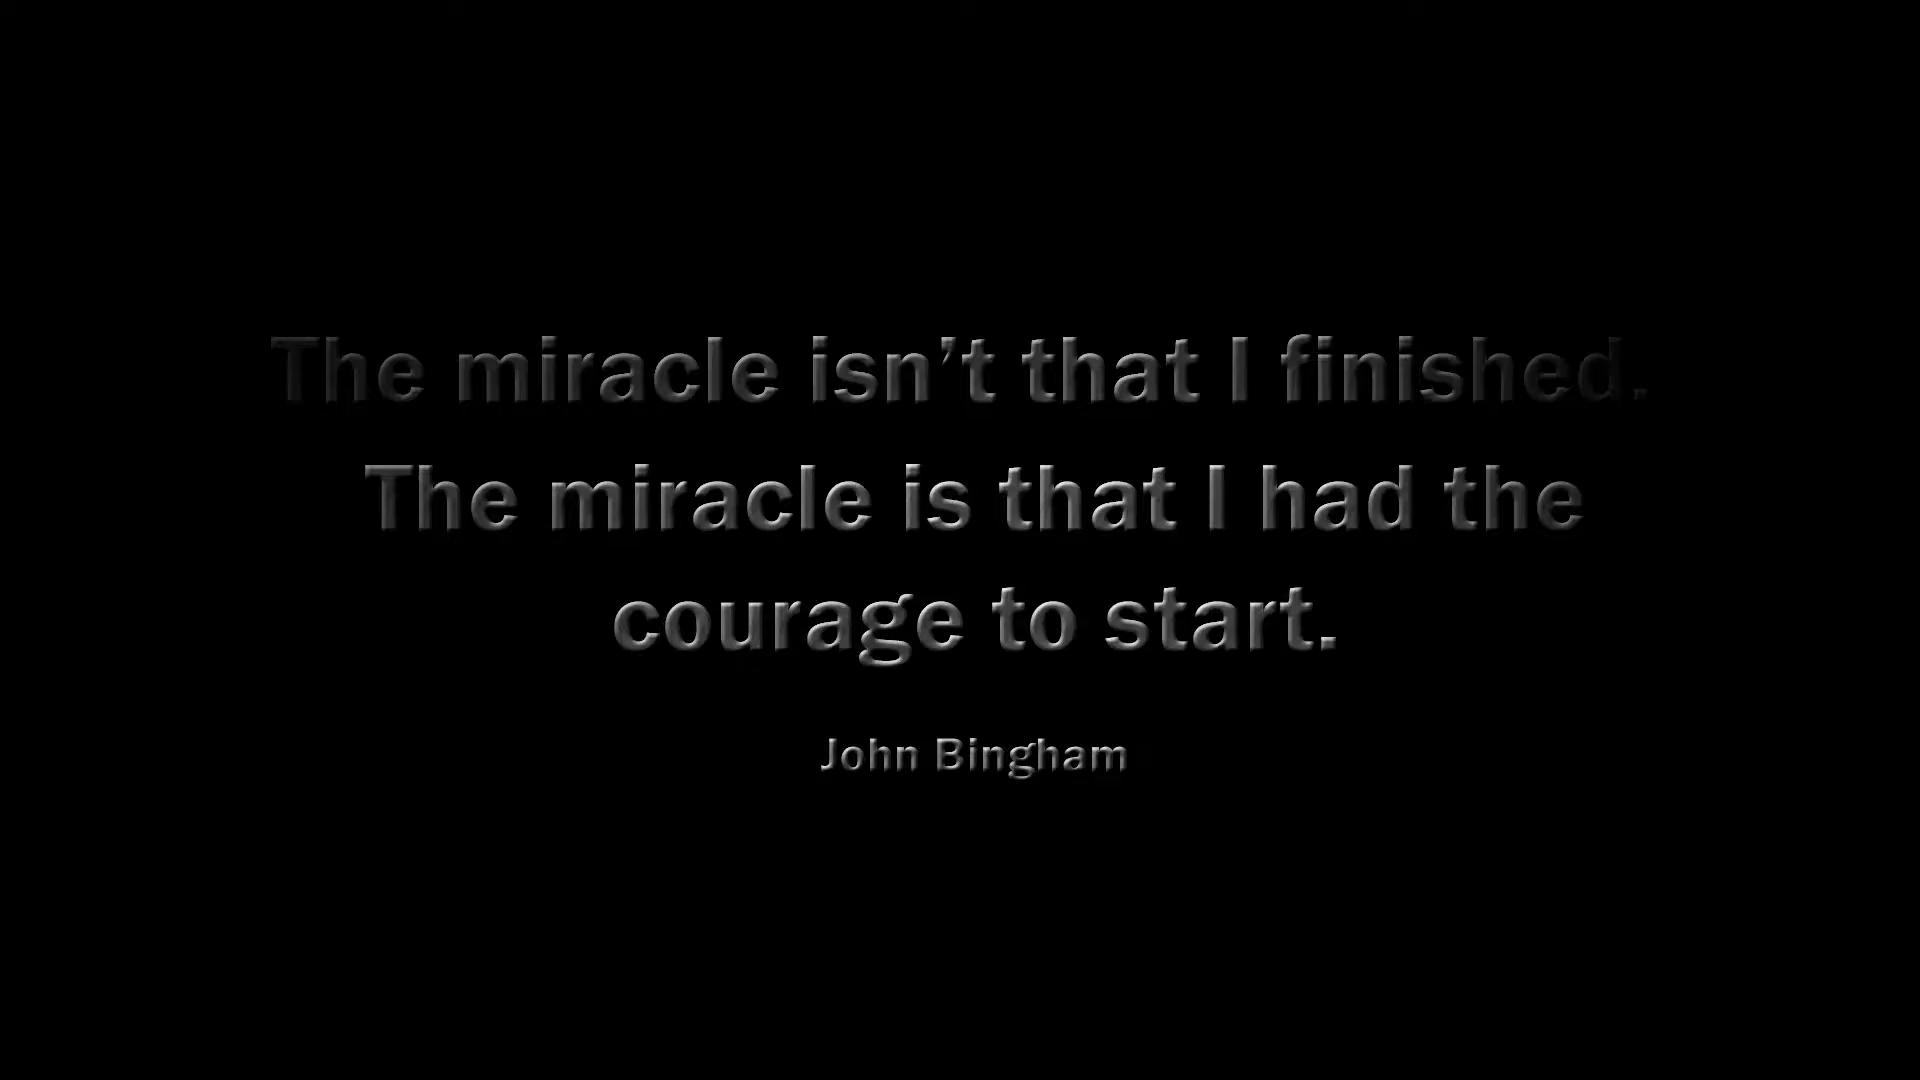 The miracle isn’t that I finished.
The miracle is that I had the
courage to start.
John Bingham